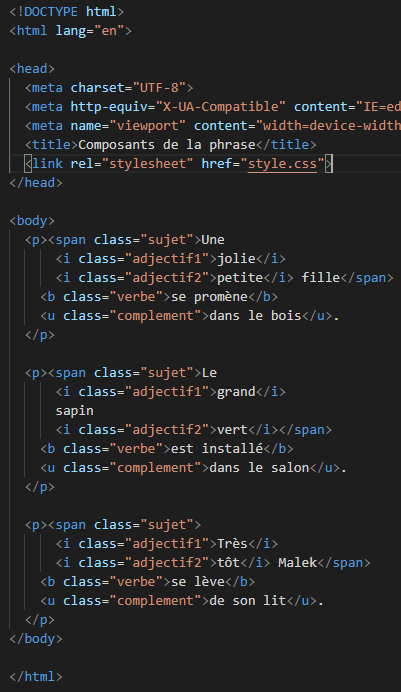 <!DOCTYPE html>
<html lang="en">
<head>
<meta charset="UTF-8">
<meta http-equiv="X-UA-Compatible" content="IE=ed
<meta name="viewport" content="width=device-width
<title>Composants de la phrase</title>
<link rel="stylesheet" href="style.css">
</head>
<body>
<p><span class="sujet">Une
<i class="adjectif1">jolie</i>
<i class="adjectif2">petite</i> fille</span>
<b class="verbe">se promène</b>
<u class="complement">dans le bois</u>.
</p>
<p><span class="sujet">Le
<i class="adjectif1">grand</i>
sapin
<i class="adjectif2">vert</i></span>
<b class="verbe">est installé</b>
<u class="complement">dans le salon</u>.
</p>
<p><span class="sujet">
<i class="adjectif1">Très</i>
<i class="adjectif2">tôt</i> Malek</span>
<b class="verbe">se lève</b>
<u class="complement">de son lit</u>.
</p>
</body>
</html>